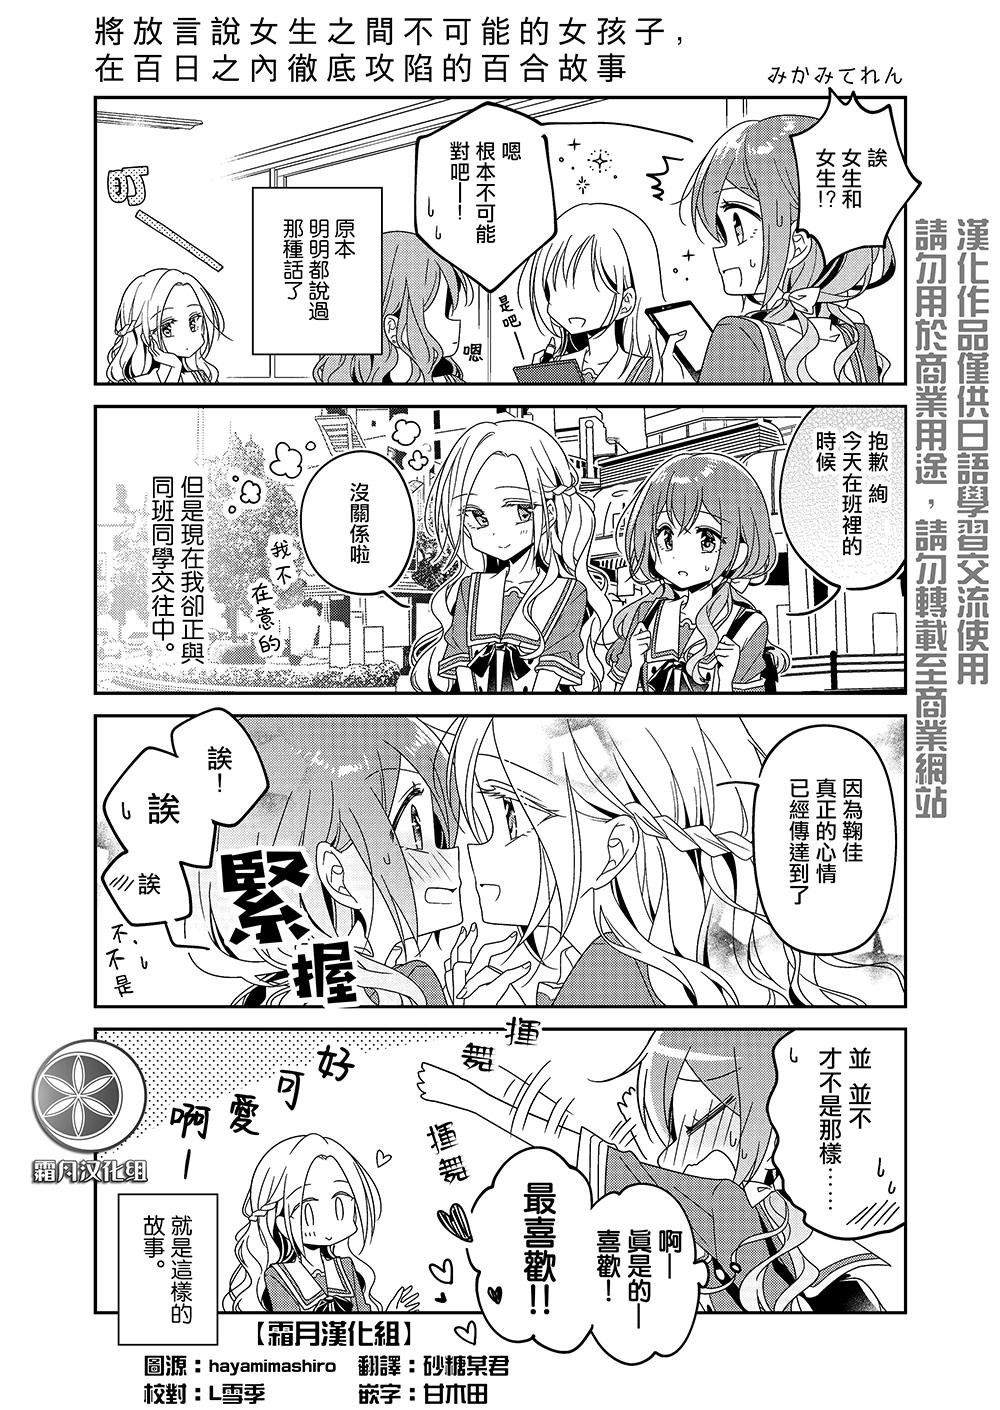 將放言說女生之間不可能的女孩子,
在百日之內徹底攻陷的百合故事
みかみてれん
誒
女生和
女生!?
嗯
根本不可能
對吧—!
是吧—
嗯
原本
明明都說過
那種話了
抱歉 絢
今天在班裡的
時候
沒關係啦
我不
在意的
但是現在我卻正與
同班同學交往中。
因為鞠佳
真正的心情
已經傳達到了
誒!
誒
誒
不、
不是
緊握
並 並不
才不是那樣……
揮舞
揮舞
啊—
真是的—
喜歡!
最喜歡!!
好可愛啊—
就是這樣的
故事。
漢化作品僅供日語學習交流使用
請勿用於商業用途,請勿轉載至商業網站
霜月汉化组
【霜月漢化組】
圖源:hayamimashiro 翻譯:砂糖某君
校對:L雪季 嵌字:甘木田